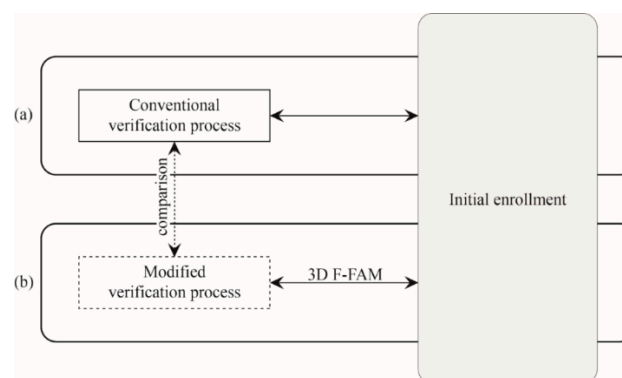 (a)
Conventional
verification process
comparison
Initial enrollment
(b)
Modified
verification process
3D F-FAM